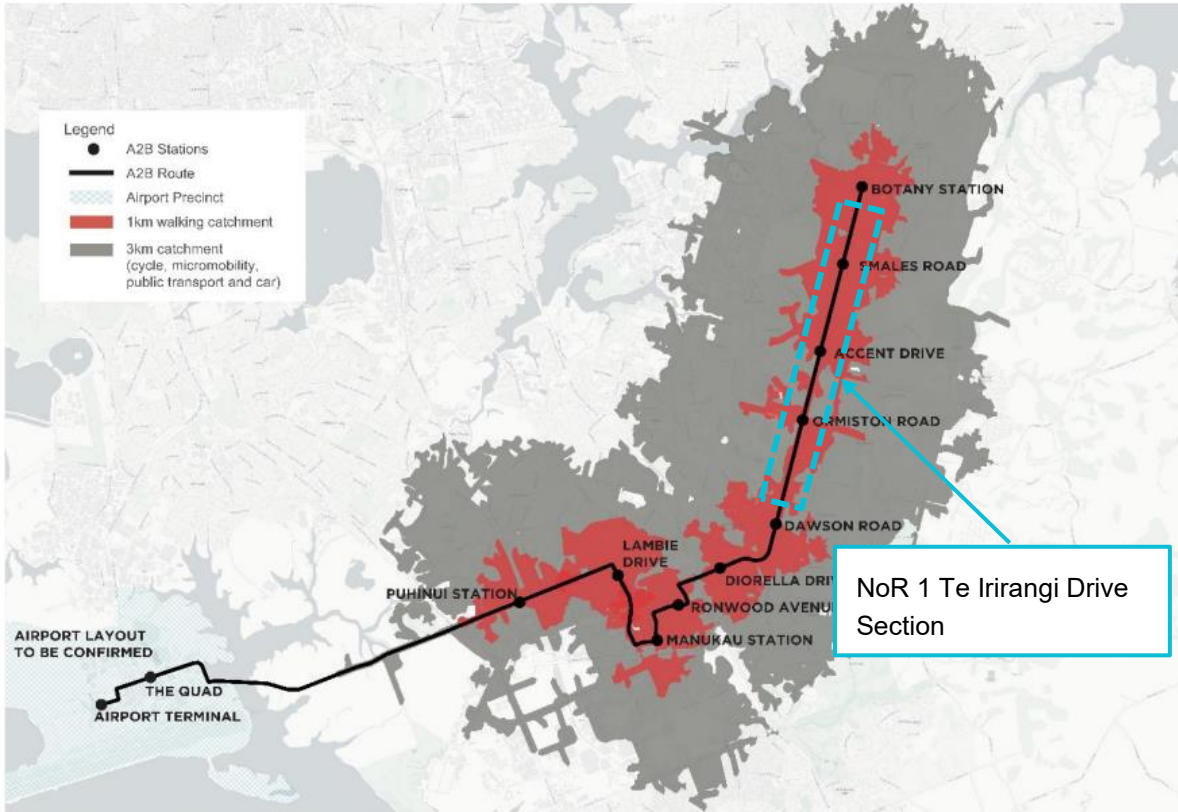 Legend
A2B Stations
A2B Route
Airport Precinct
1km walking catchment
3km catchment
(cycle, micromobility,
public transport and car)
BOTANY STATION
SMALES ROAD
ACCENT DRIVE
ORMISTON ROAD
DAWSON ROAD
LAMBIE
DRIVE
DIORELLA DRIV
PUHINUI STATION
RONWOOD AVENUE
MANUKAU STATION
NoR 1 Te Irirangi Drive
Section
AIRPORT LAYOUT
TO BE CONFIRMED
THE QUAD
AIRPORT TERMINAL